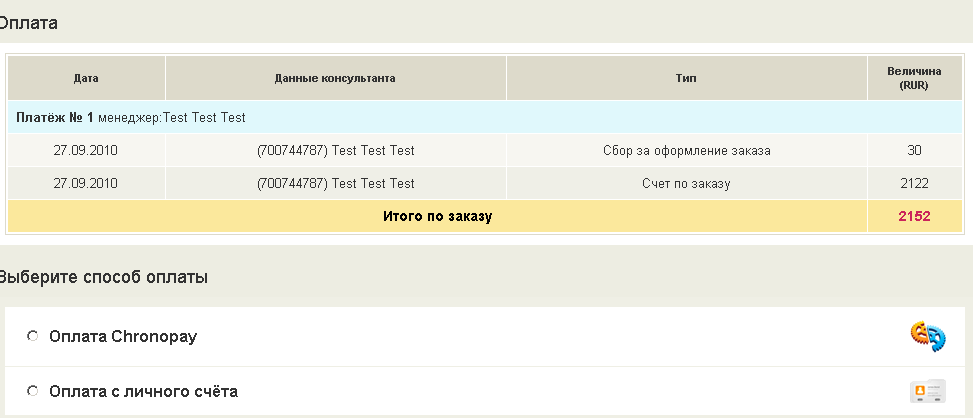 Оплата
Дата Данные консультанта Тип Величина (RUR)
Платёж № 1 менеджер:Test Test Test
27.09.2010 (700744787) Test Test Test Сбор за оформление заказа 30
27.09.2010 (700744787) Test Test Test Счет по заказу 2122
Итого по заказу 2152
Выберите способ оплаты
Оплата Chronopay
Оплата с личного счёта